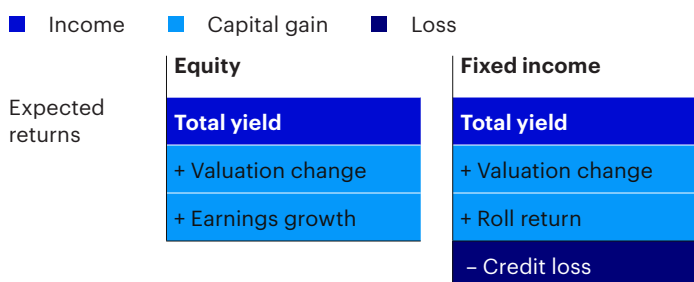 Income Capital gain Loss
Equity Fixed income
Expected
returns
Total yield Total yield
+ Valuation change + Valuation change
+ Earnings growth + Roll return
– Credit loss